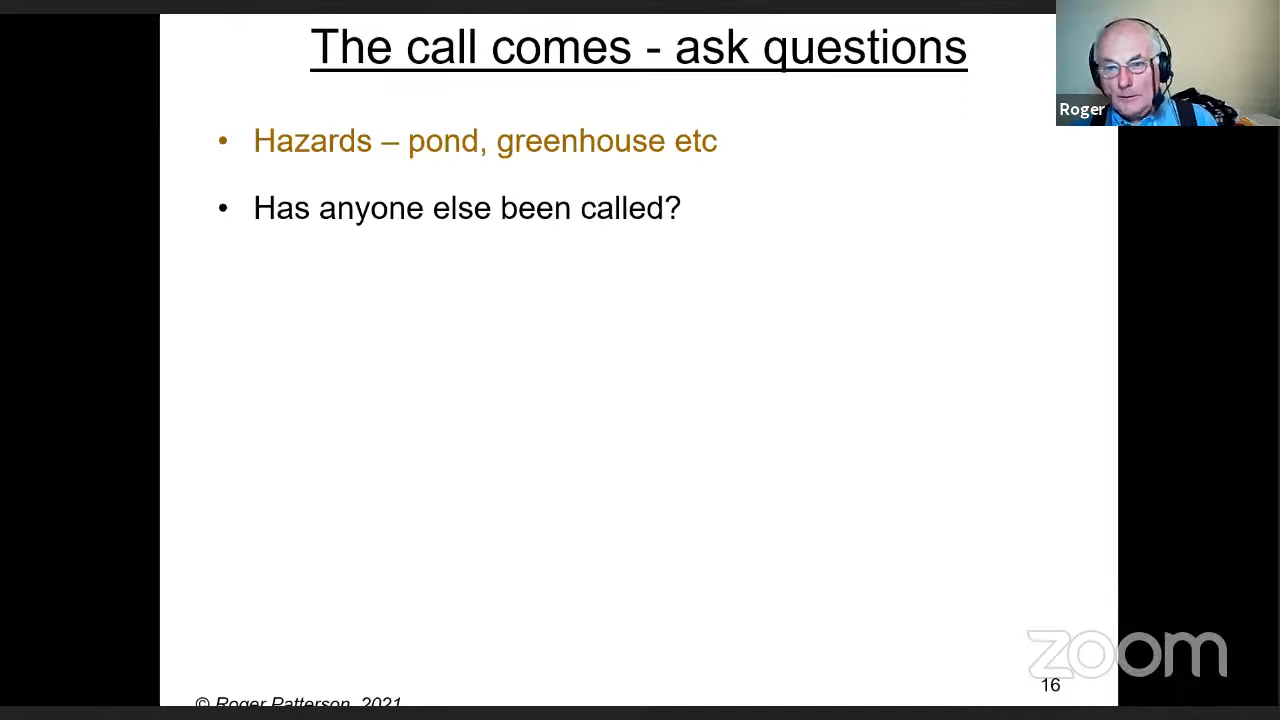 The call comes - ask questions
Roger
• Hazards – pond, greenhouse etc
• Has anyone else been called?
zoom
16
© Roger Patterson, 2021